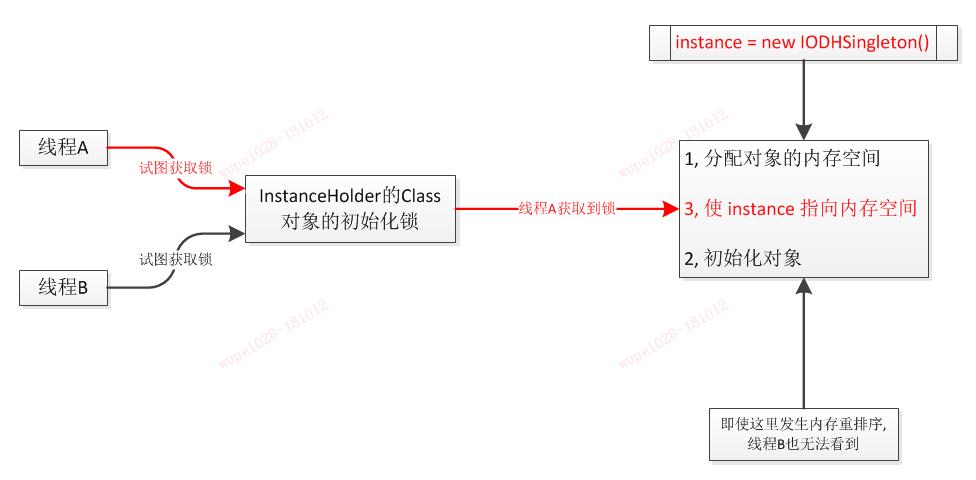 instance = new IODHSingleton()
线程A
试图获取锁
InstanceHolder的Class
对象的初始化锁
线程A获取到锁
1, 分配对象的内存空间
3, 使 instance 指向内存空间
2, 初始化对象
试图获取锁
线程B
即使这里发生内存重排序,
线程B也无法看到
wupei028-181012
wupei028-181012
wupei028-181012
wupei028-181012